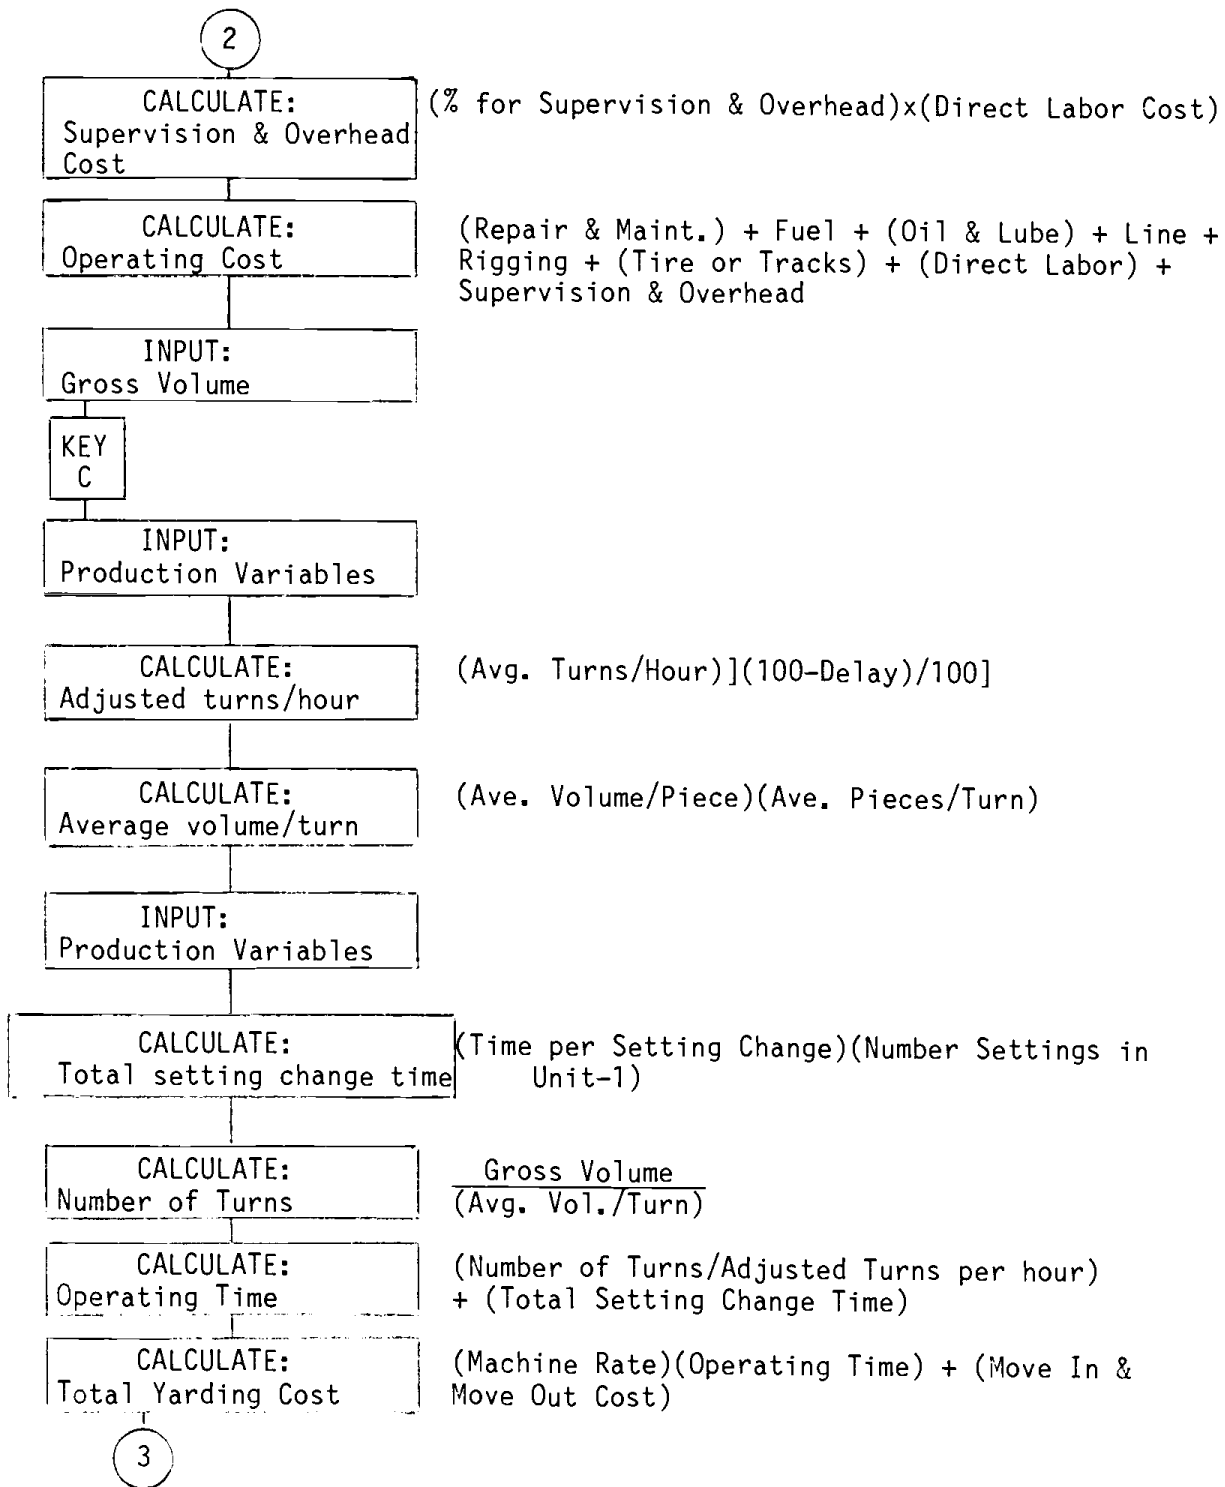 2
CALCULATE:
Supervision & Overhead
Cost
(% for Supervision & Overhead)x(Direct Labor Cost)
CALCULATE:
Operating Cost
(Repair & Maint.) + Fuel + (Oil & Lube) + Line +
Rigging + (Tire or Tracks) + (Direct Labor) +
Supervision & Overhead
INPUT:
Gross Volume
KEY
C
INPUT:
Production Variables
CALCULATE:
Adjusted turns/hour
(Avg. Turns/Hour)](100-Delay)/100]
CALCULATE:
Average volume/turn
(Ave. Volume/Piece)(Ave. Pieces/Turn)
INPUT:
Production Variables
CALCULATE:
Total setting change time
(Time per Setting Change)(Number Settings in
Unit-1)
CALCULATE:
Number of Turns
Gross Volume
(Avg. Vol./Turn)
CALCULATE:
Operating Time
(Number of Turns/Adjusted Turns per hour)
+ (Total Setting Change Time)
CALCULATE:
Total Yarding Cost
(Machine Rate)(Operating Time) + (Move In &
Move Out Cost)
3